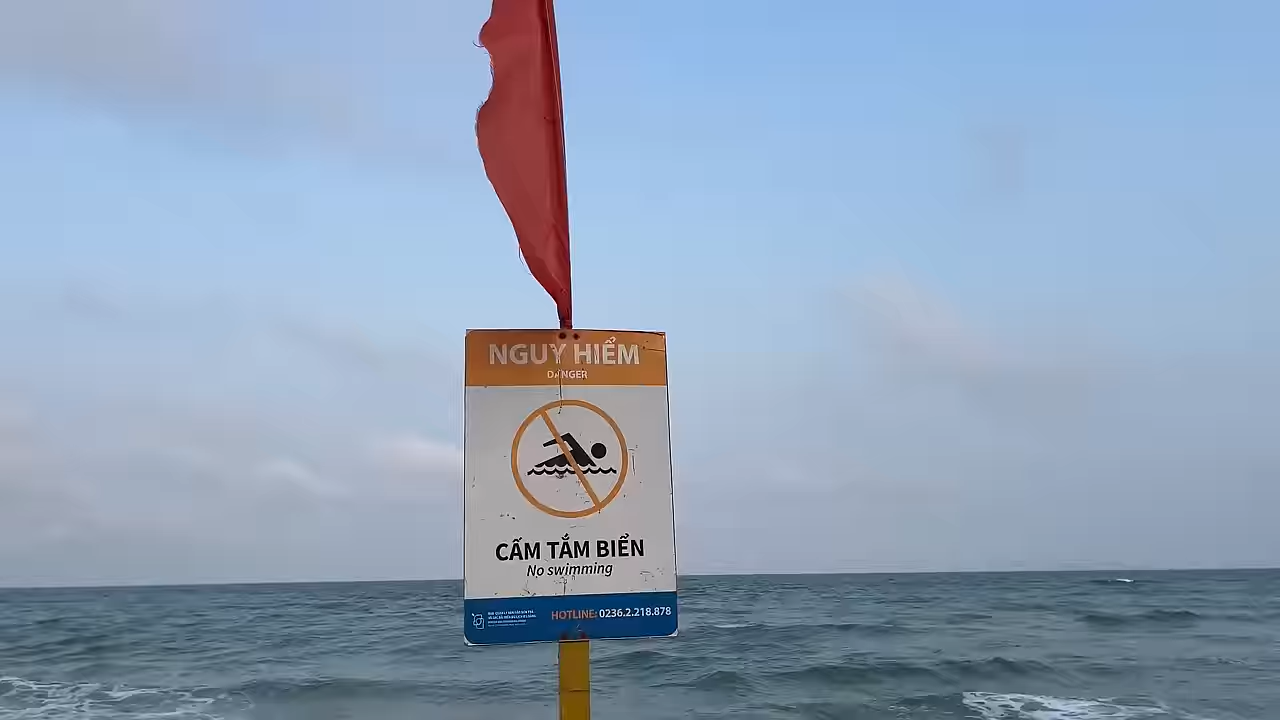 NGUY HIỂM
DANGER
CẤM TẮM BIỂN
No swimming
HOTLINE: 0236.2.218.878